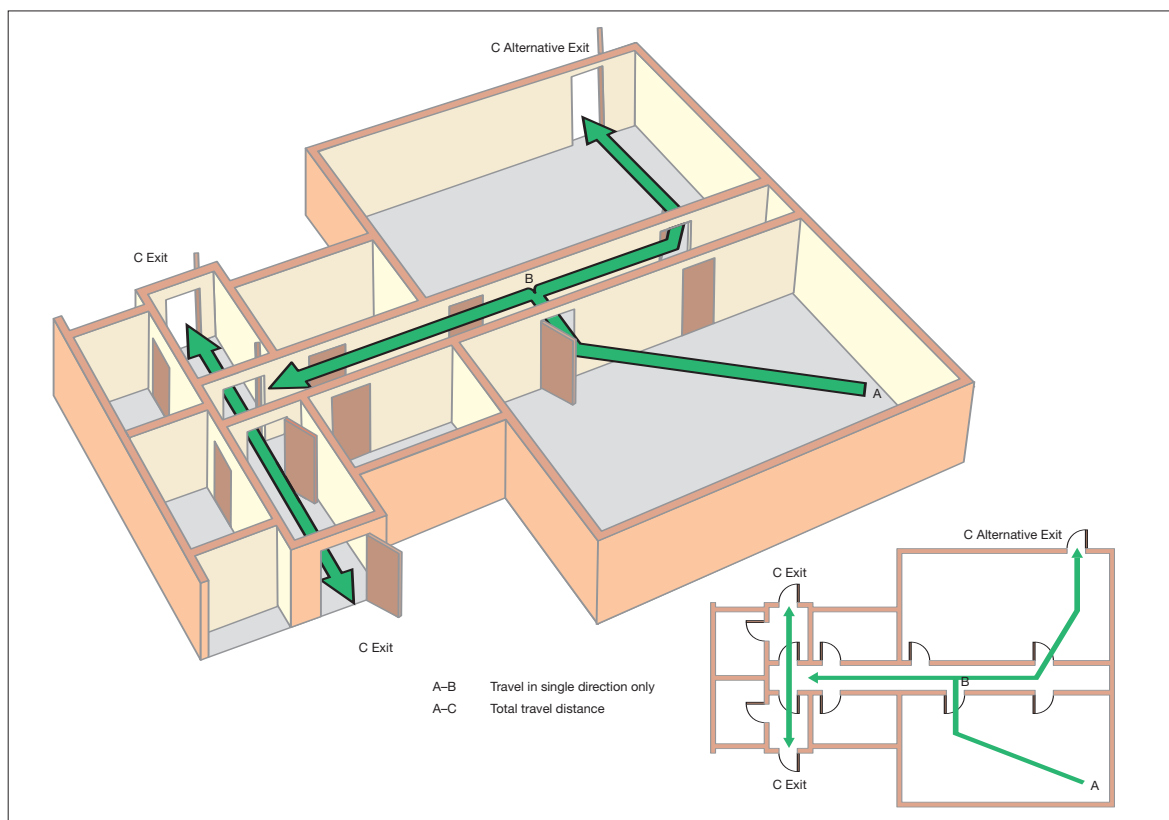 C Alternative Exit
C Exit
B
A
C Exit
A–B Travel in single direction only
A–C Total travel distance
C Alternative Exit
C Exit
B
A
C Exit